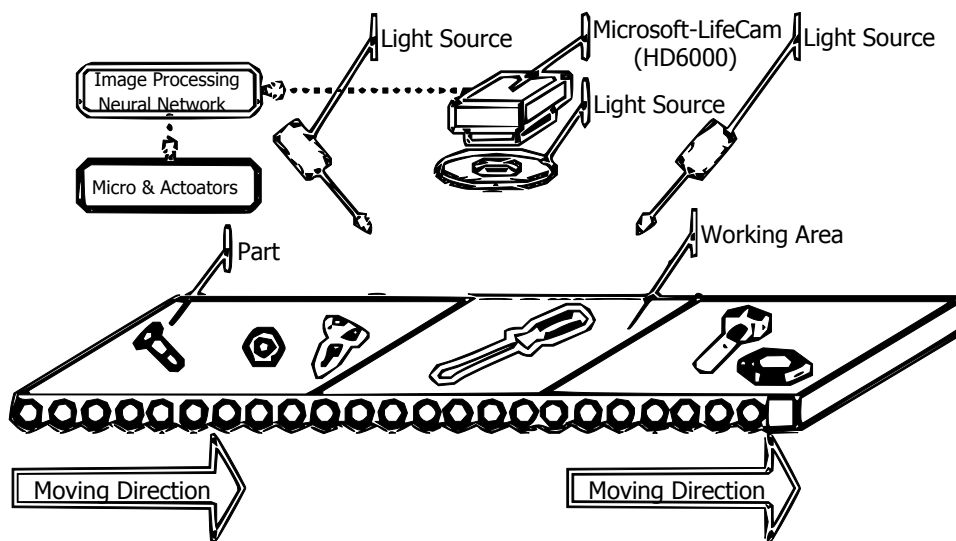 Light Source
Microsoft-LifeCam
(HD6000)
Light Source
Image Processing
Neural Network
Light Source
Micro & Actoators
Part
Working Area
Moving Direction
Moving Direction